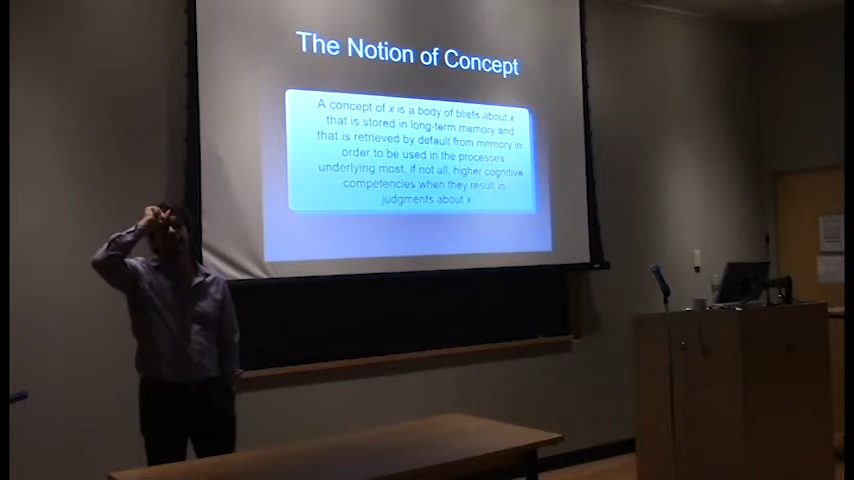 The Notion of Concept
A concept of x is a body of bliefs about x
that is stored in long-term memory and
that is retrieved by default from memory in
order to be used in the processes
underlying most, if not all, higher cognitive
competencies when they result in
judgments about x.